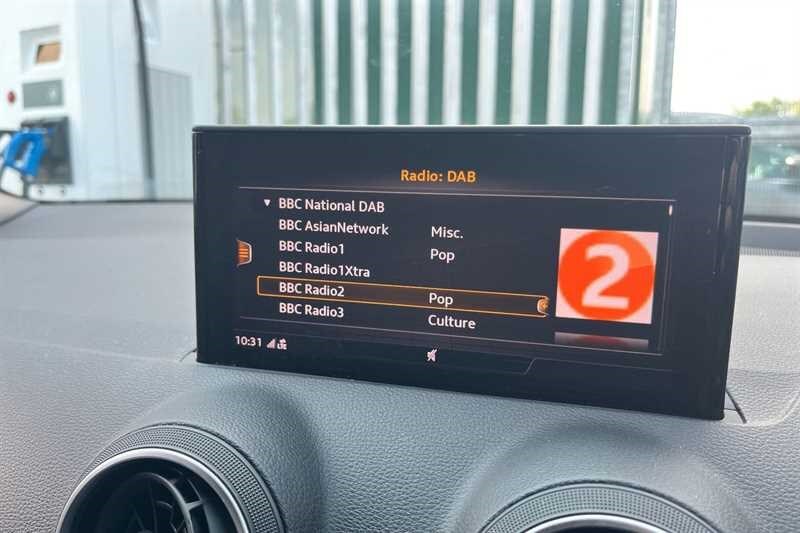 Radio: DAB
BBC National DAB
BBC AsianNetwork Misc.
BBC Radio1 Pop
BBC Radio1Xtra
BBC Radio2 Pop
BBC Radio3 Culture
2
10:31 LTE